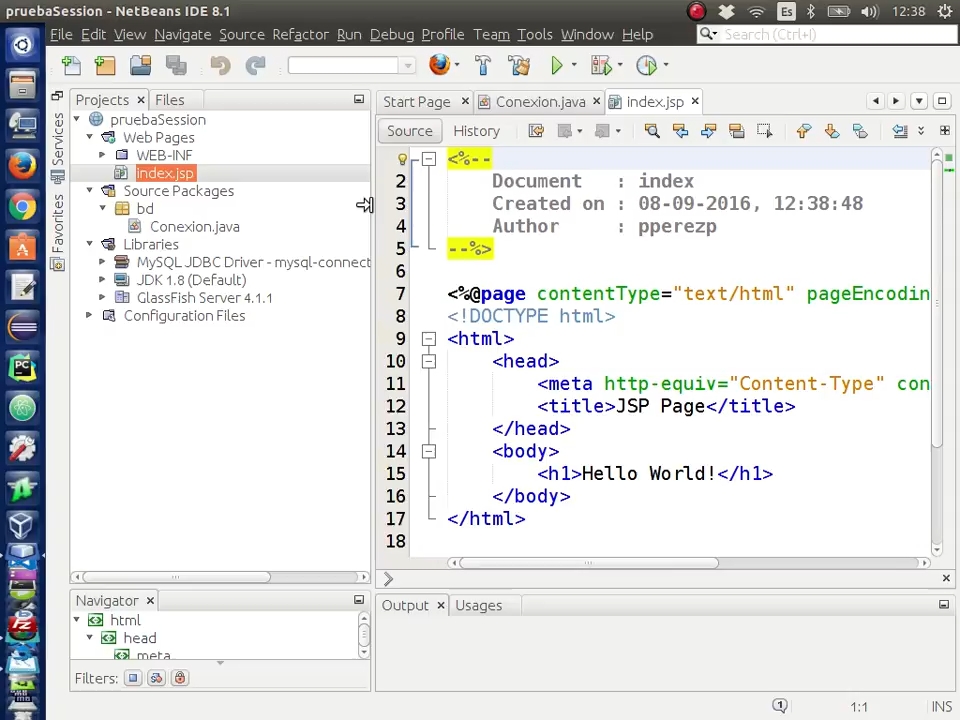 pruebaSession - NetBeans IDE 8.1
Es
12:38
File Edit View Navigate Source Refactor Run Debug Profile Team Tools Window Help
Search (Ctrl+I)
Projects
Files
Services
Favorites
pruebaSession
Web Pages
WEB-INF
index.jsp
Source Packages
bd
Conexion.java
Libraries
MySQL JDBC Driver - mysql-connect
JDK 1.8 (Default)
GlassFish Server 4.1.1
Configuration Files
Start Page
Conexion.java
index.jsp
Source
History
<%--
2 Document : index
3 Created on : 08-09-2016, 12:38:48
4 Author : pperezp
5 --%>
6
7 <%@page contentType="text/html" pageEncodin
8 <!DOCTYPE html>
9 <html>
10 <head>
11 <meta http-equiv="Content-Type" con
12 <title>JSP Page</title>
13 </head>
14 <body>
15 <h1>Hello World!</h1>
16 </body>
17 </html>
18
Navigator
html
head
meta
Filters:
Output
Usages
1
1:1
INS